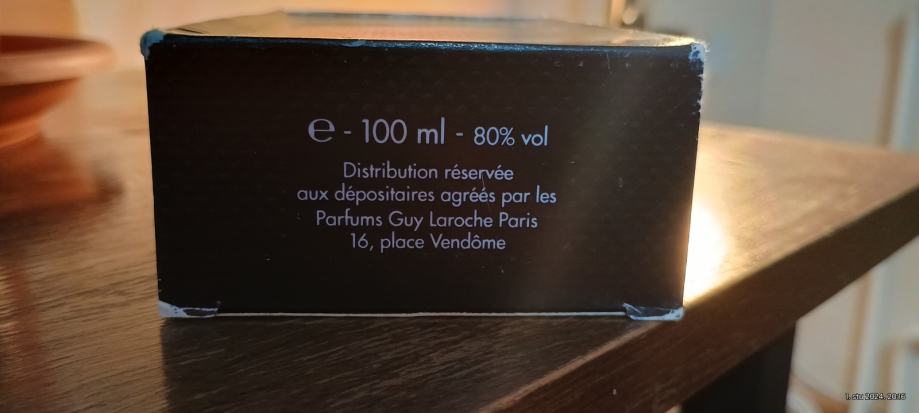 ℮ - 100 ml - 80% vol
Distribution réservée
aux dépositaires agréés par les
Parfums Guy Laroche Paris
16, place Vendôme